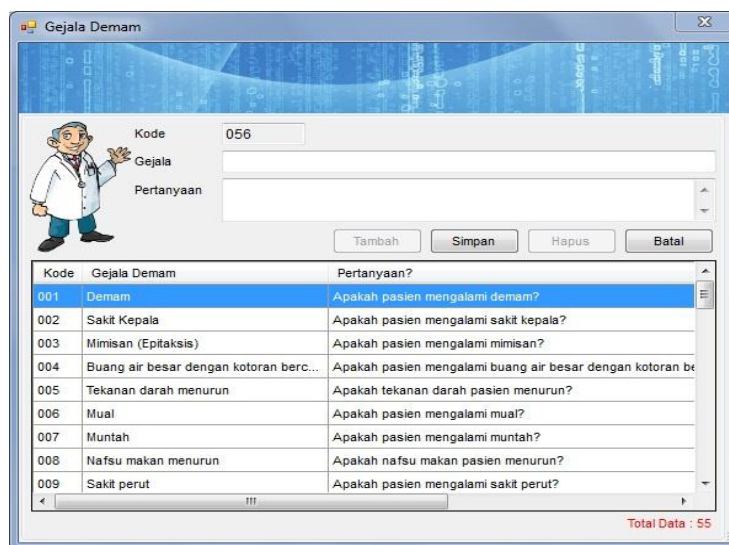 Gejala Demam
Kode 056
Gejala
Pertanyaan
Tambah Simpan Hapus Batal
Kode Gejala Demam Pertanyaan?
001 Demam Apakah pasien mengalami demam?
002 Sakit Kepala Apakah pasien mengalami sakit kepala?
003 Mimisan (Epitaksis) Apakah pasien mengalami mimisan?
004 Buang air besar dengan kotoran berc... Apakah pasien mengalami buang air besar dengan kotoran be
005 Tekanan darah menurun Apakah tekanan darah pasien menurun?
006 Mual Apakah pasien mengalami mual?
007 Muntah Apakah pasien mengalami muntah?
008 Nafsu makan menurun Apakah nafsu makan pasien menurun?
009 Sakit perut Apakah pasien mengalami sakit perut?
Total Data : 55